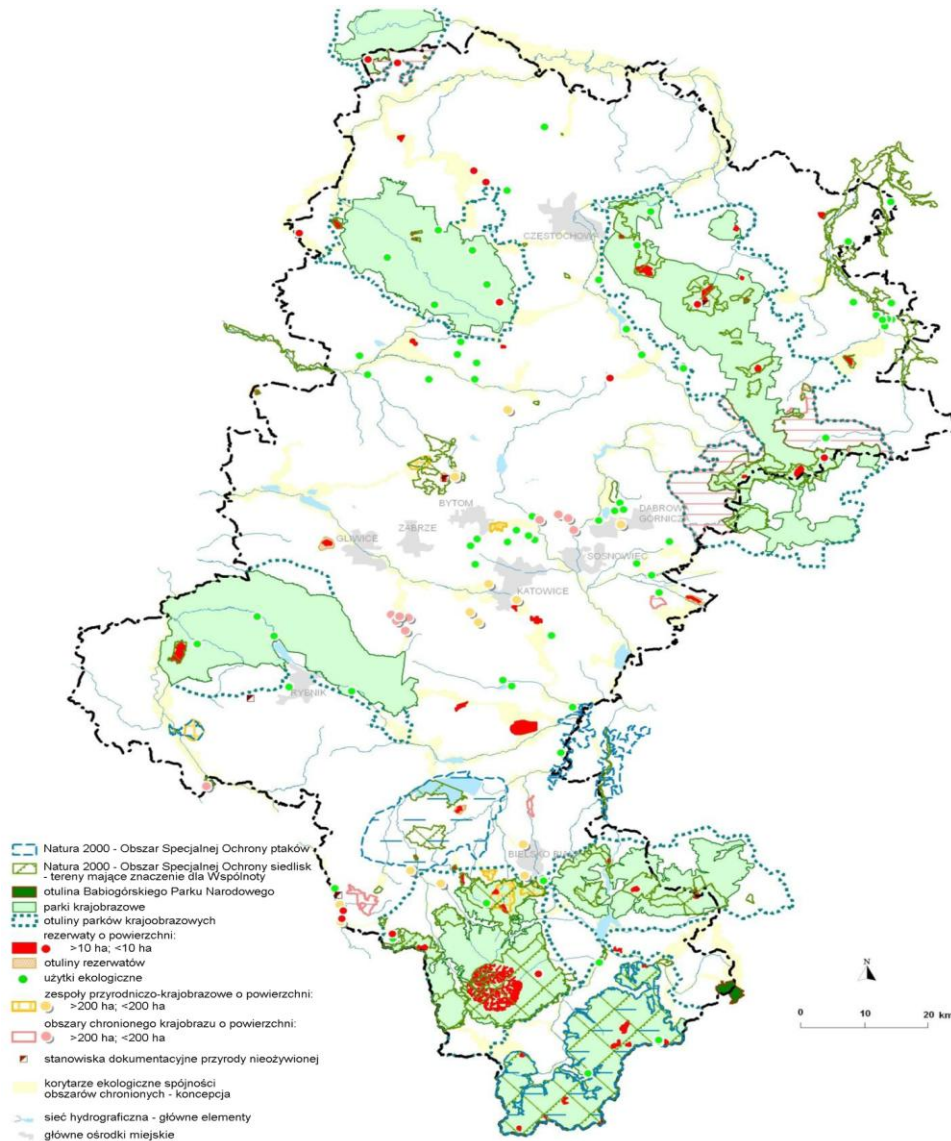 CZĘSTOCHOWA
BYTOM
DĄBROWA
GÓRNICZA
ZABRZE
GLIWICE
SOSNOWIEC
KATOWICE
RYBNIK
BIELSKO BIAŁA
Natura 2000 - Obszar Specjalnej Ochrony ptaków
Natura 2000 - Obszar Specjalnej Ochrony siedlisk
- tereny mające znaczenie dla Wspólnoty
otulina Babiogórskiego Parku Narodowego
parki krajobrazowe
otuliny parków krajoobrazowych
rezerwaty o powierzchni:
>10 ha; <10 ha
otuliny rezerwatów
użytki ekologiczne
zespoły przyrodniczo-krajobrazowe o powierzchni:
>200 ha; <200 ha
obszary chronionego krajobrazu o powierzchni:
>200 ha; <200 ha
stanowiska dokumentacyjne przyrody nieożywionej
korytarze ekologiczne spójności
obszarów chronionych - koncepcja
sieć hydrograficzna - główne elementy
główne ośrodki miejskie
N
0 10 20 km